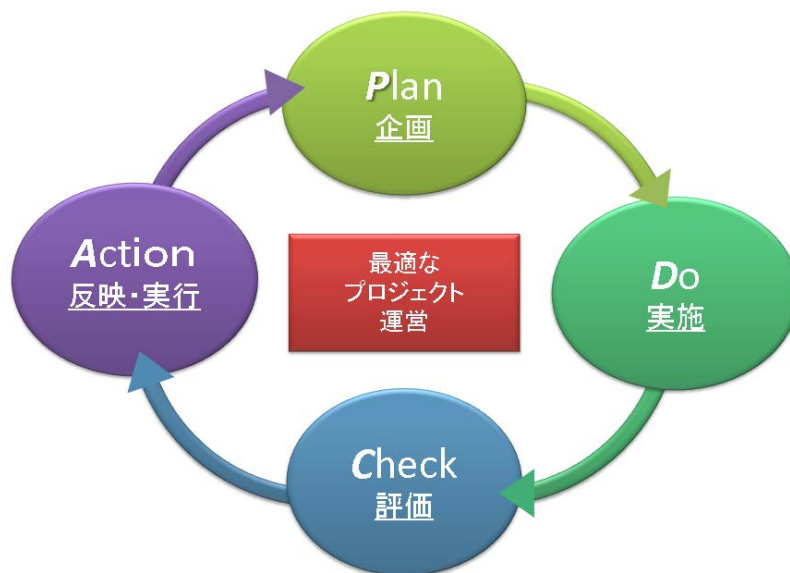 Plan
企画
Do
実施
Check
評価
Action
反映・実行
最適な
プロジェクト
運営